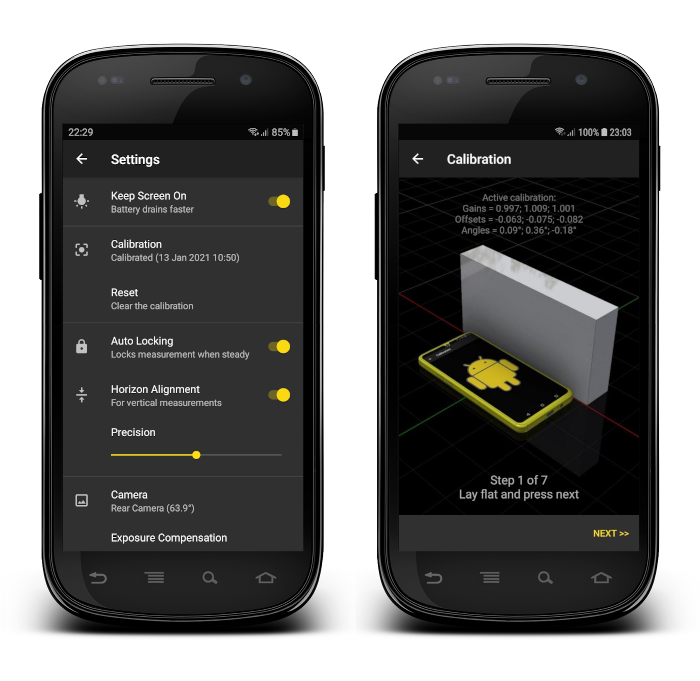 22:29
85%
Settings
Keep Screen On
Battery drains faster
Calibration
Calibrated (13 Jan 2021 10:50)
Reset
Clear the calibration
Auto Locking
Locks measurement when steady
Horizon Alignment
For vertical measurements
Precision
Camera
Rear Camera (63.9°)
Exposure Compensation
100% 23:03
Calibration
Active calibration:
Gains = 0.997; 1.009; 1.001
Offsets = -0.063; -0.075; -0.082
Angles = 0.09°; 0.36°; -0.18°
Step 1 of 7
Lay flat and press next
NEXT >>